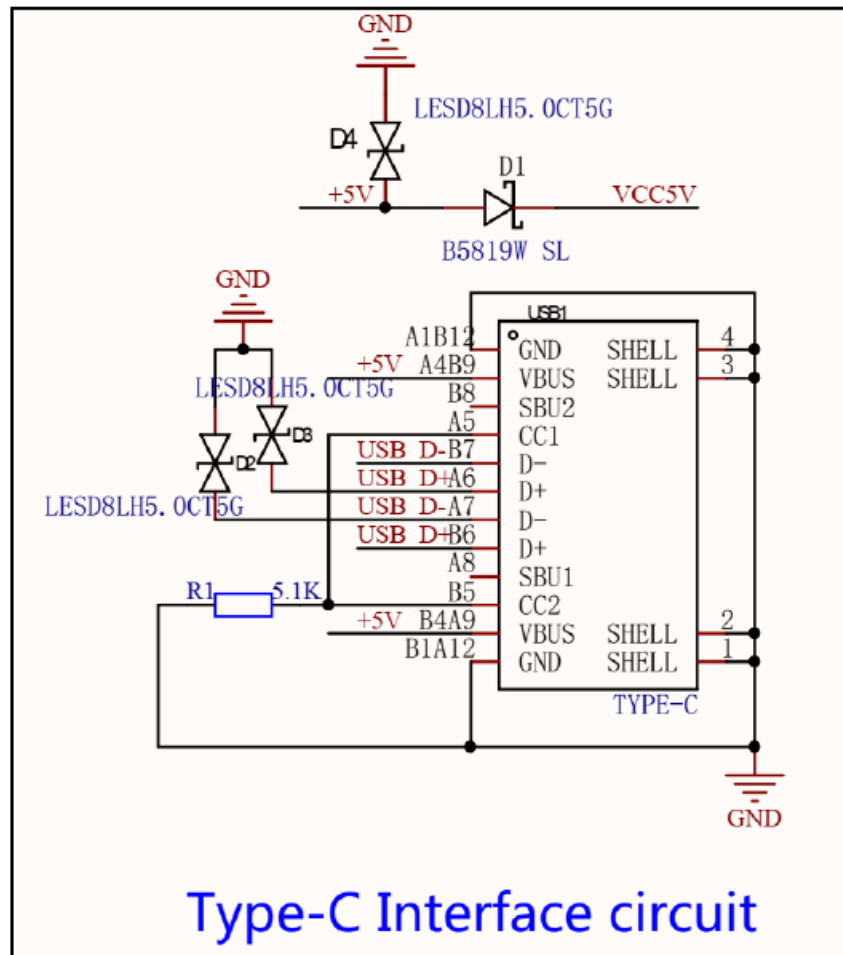 GND
LESD8LH5.0CT5G
D4
D1
+5V
VCC5V
B5819W SL
GND
USB1
A1B12 GND SHELL 4
+5V A4B9 VBUS SHELL 3
LESD8LH5.0CT5G
B8 SBU2
A5 CC1
D3
USB D- B7 D-
D2
USB D+ A6 D+
LESD8LH5.0CT5G
USB D- A7 D-
USB D+ B6 D+
A8 SBU1
R1 5.1K
B5 CC2
+5V B4A9 VBUS SHELL 2
B1A12 GND SHELL 1
TYPE-C
GND
Type-C Interface circuit